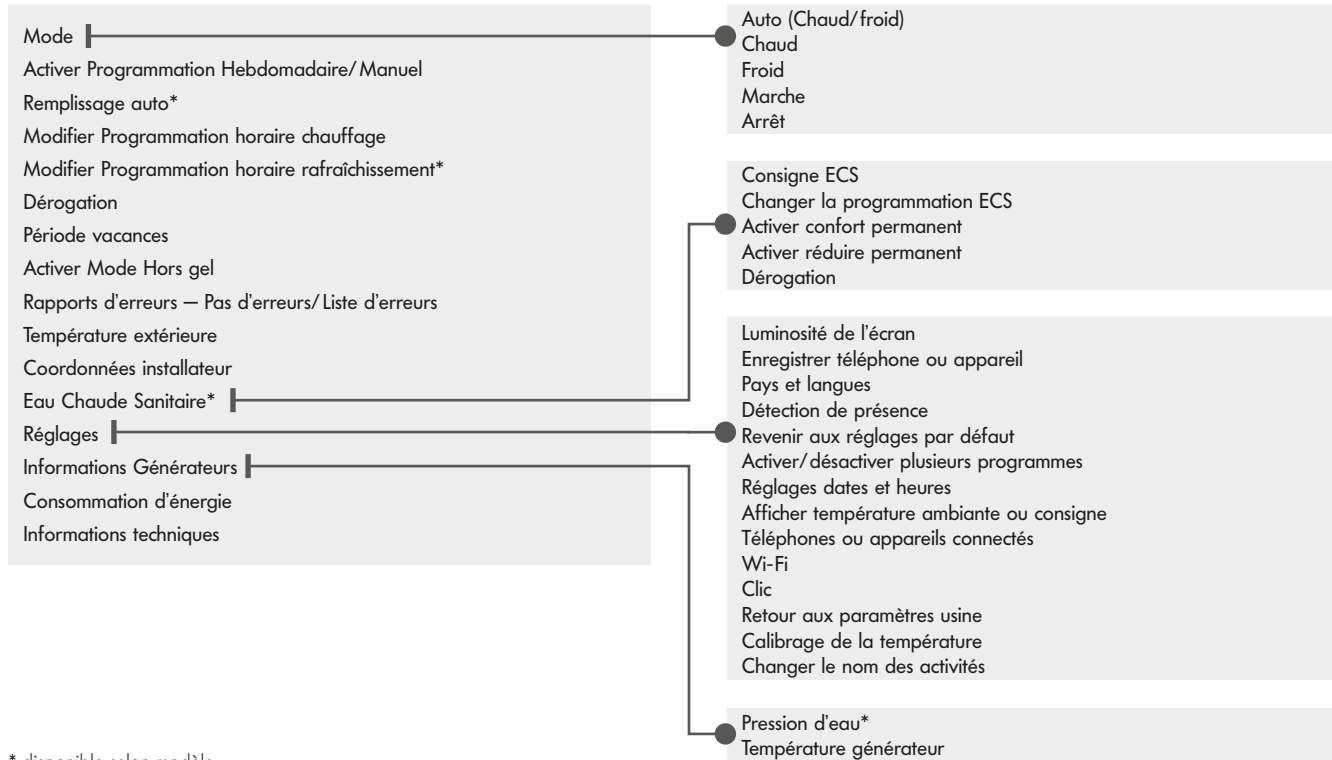 Mode
Activer Programmation Hebdomadaire/Manuel
Remplissage auto*
Modifier Programmation horaire chauffage
Modifier Programmation horaire rafraîchissement*
Dérogation
Période vacances
Activer Mode Hors gel
Rapports d'erreurs — Pas d'erreurs/Liste d'erreurs
Température extérieure
Coordonnées installateur
Eau Chaude Sanitaire*
Réglages
Informations Générateurs
Consommation d'énergie
Informations techniques
Auto (Chaud/froid)
Chaud
Froid
Marche
Arrêt
Consigne ECS
Changer la programmation ECS
Activer confort permanent
Activer réduire permanent
Dérogation
Luminosité de l'écran
Enregistrer téléphone ou appareil
Pays et langues
Détection de présence
Revenir aux réglages par défaut
Activer/désactiver plusieurs programmes
Réglages dates et heures
Afficher température ambiante ou consigne
Téléphones ou appareils connectés
Wi-Fi
Clic
Retour aux paramètres usine
Calibrage de la température
Changer le nom des activités
Pression d'eau*
Température générateur
* disponible selon modèle